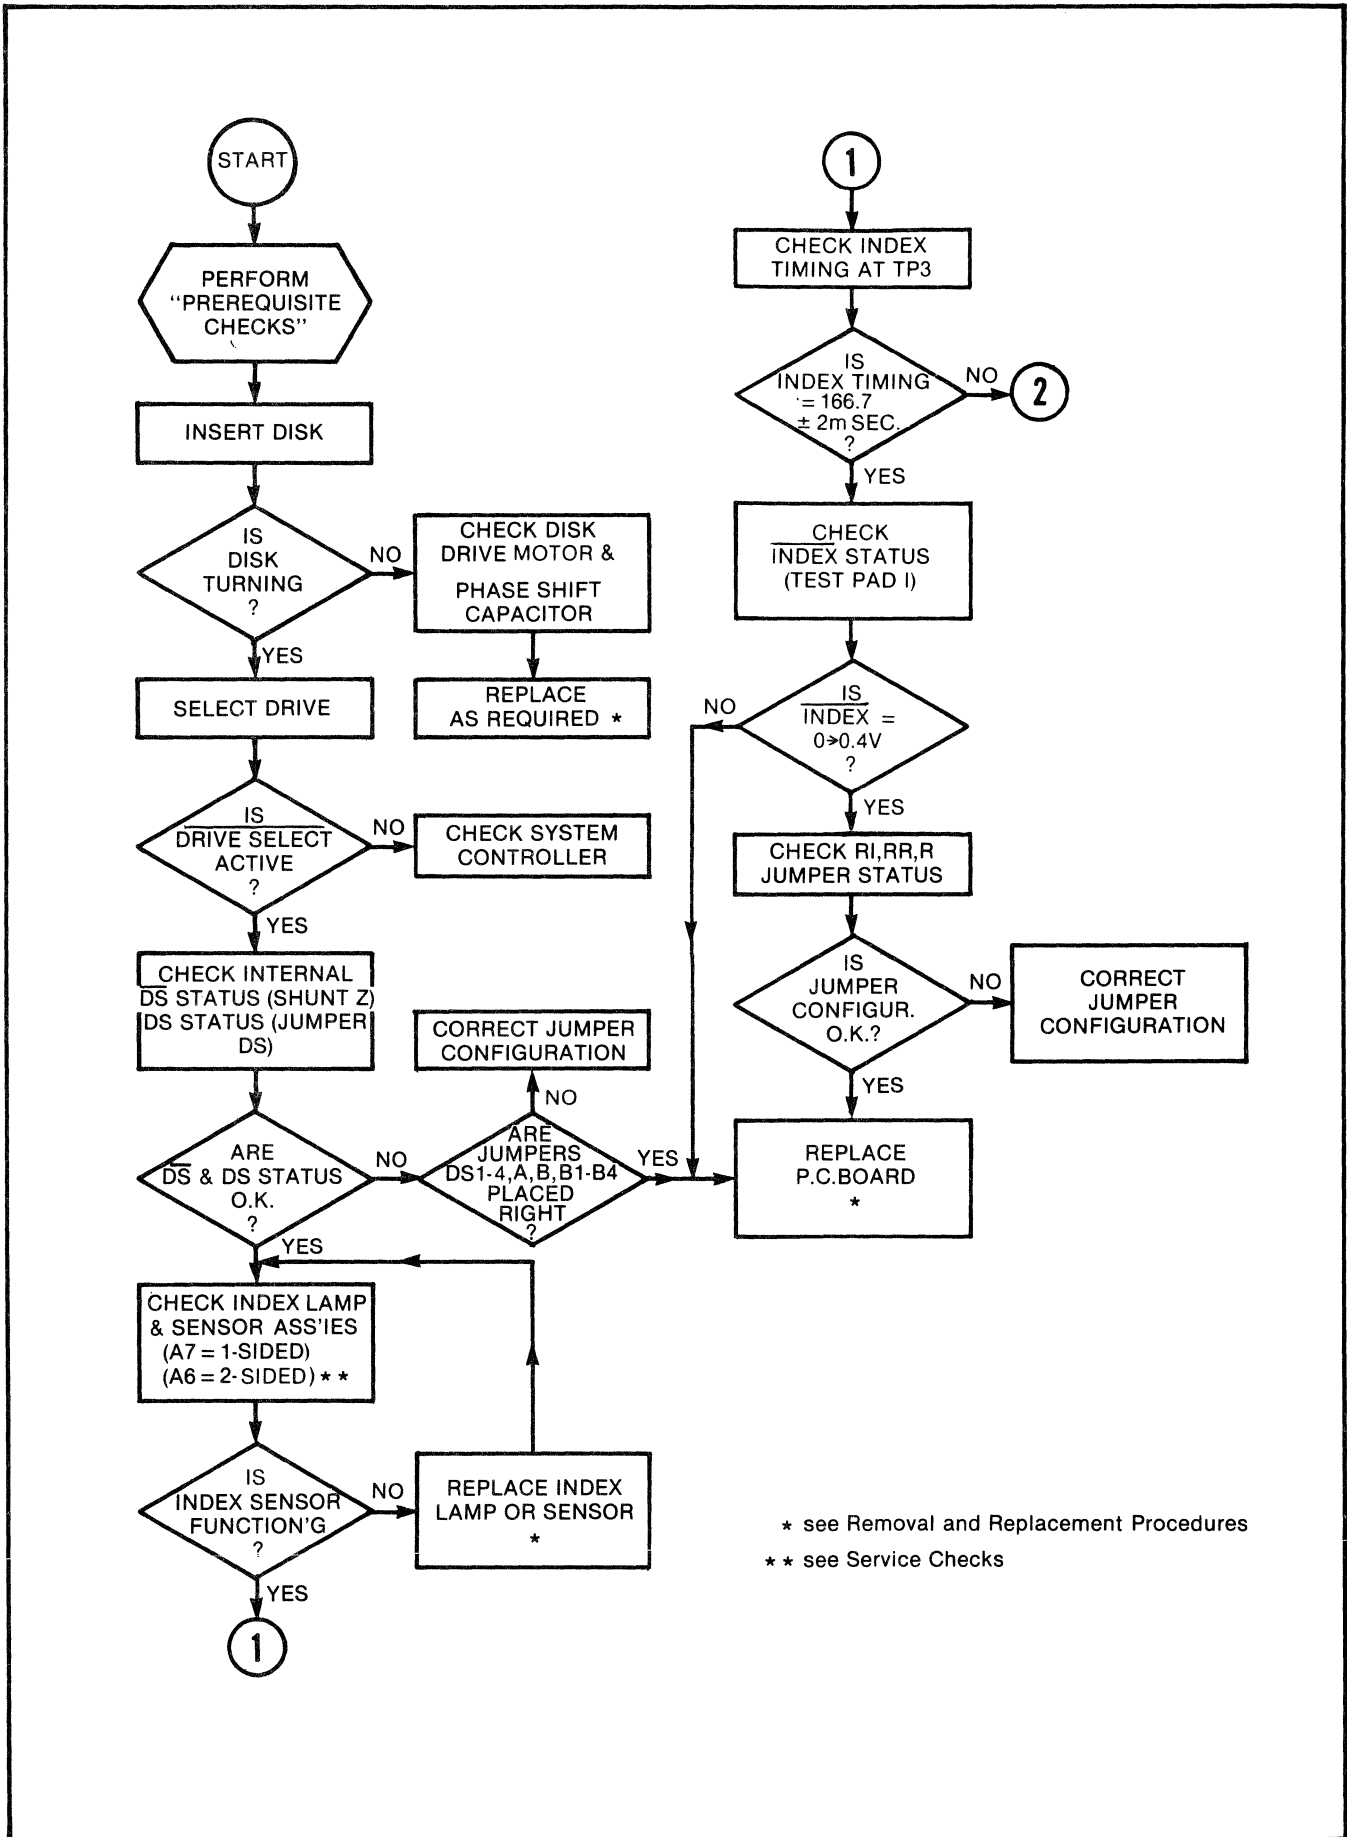 START
PERFORM
"PREREQUISITE
CHECKS"
INSERT DISK
IS
DISK
TURNING
?
NO
CHECK DISK
DRIVE MOTOR &
PHASE SHIFT
CAPACITOR
REPLACE
AS REQUIRED *
YES
SELECT DRIVE
IS
DRIVE SELECT
ACTIVE
?
NO
CHECK SYSTEM
CONTROLLER
YES
CHECK INTERNAL
DS STATUS (SHUNT Z)
DS STATUS (JUMPER
DS)
ARE
DS & DS STATUS
O.K.
?
NO
ARE
JUMPERS
DS1-4,A,B,B1-B4
PLACED
RIGHT
?
NO
CORRECT JUMPER
CONFIGURATION
YES
YES
CHECK INDEX LAMP
& SENSOR ASS'IES
(A7 = 1-SIDED)
(A6 = 2-SIDED) * *
IS
INDEX SENSOR
FUNCTION'G
?
NO
REPLACE INDEX
LAMP OR SENSOR
*
YES
1
1
CHECK INDEX
TIMING AT TP3
IS
INDEX TIMING
= 166.7
± 2m SEC.
?
NO
2
YES
CHECK
INDEX STATUS
(TEST PAD I)
IS
INDEX =
0→0.4V
?
NO
YES
CHECK RI,RR,R
JUMPER STATUS
IS
JUMPER
CONFIGUR.
O.K.?
NO
CORRECT
JUMPER
CONFIGURATION
YES
REPLACE
P.C.BOARD
*
* see Removal and Replacement Procedures
* * see Service Checks